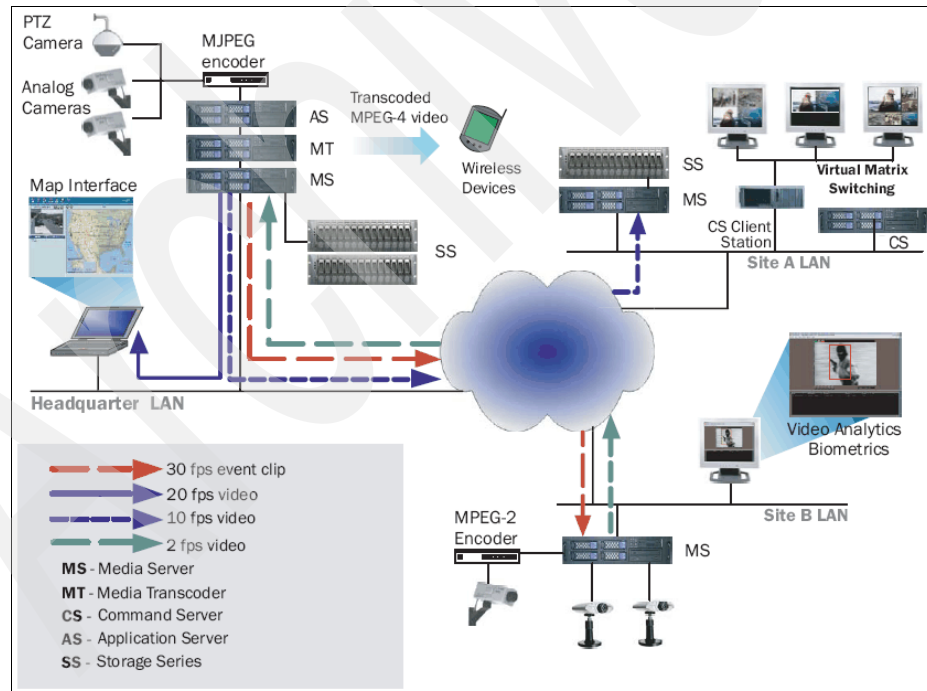 PTZ
Camera
Analog
Cameras
MJPEG
encoder
AS
MT
MS
Transcoded
MPEG-4 video
Wireless
Devices
SS
Map Interface
SS
MS
Virtual Matrix
Switching
CS Client
Station
CS
Site A LAN
Headquarter LAN
Video Analytics
Biometrics
Site B LAN
MPEG-2
Encoder
MS
30 fps event clip
20 fps video
10 fps video
2 fps video
MS - Media Server
MT - Media Transcoder
CS - Command Server
AS - Application Server
SS - Storage Series